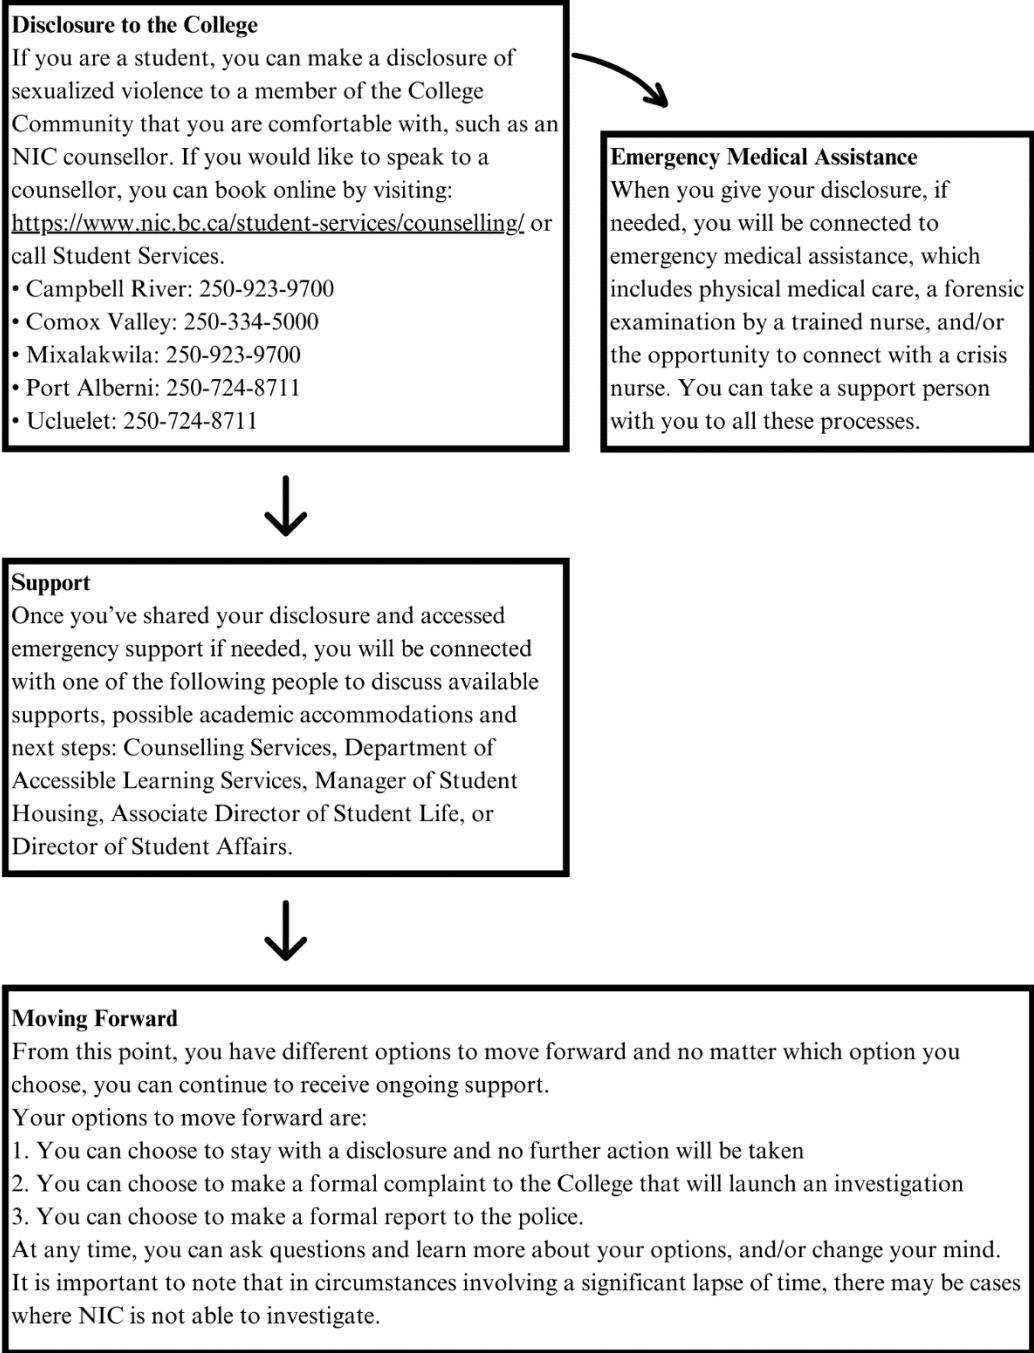 Disclosure to the College
If you are a student, you can make a disclosure of
sexualized violence to a member of the College
Community that you are comfortable with, such as an
NIC counsellor. If you would like to speak to a
counsellor, you can book online by visiting:
https://www.nic.bc.ca/student-services/counselling/ or
call Student Services.
• Campbell River: 250-923-9700
• Comox Valley: 250-334-5000
• Mixalakwila: 250-923-9700
• Port Alberni: 250-724-8711
• Ucluelet: 250-724-8711
Emergency Medical Assistance
When you give your disclosure, if
needed, you will be connected to
emergency medical assistance, which
includes physical medical care, a forensic
examination by a trained nurse, and/or
the opportunity to connect with a crisis
nurse. You can take a support person
with you to all these processes.
Support
Once you’ve shared your disclosure and accessed
emergency support if needed, you will be connected
with one of the following people to discuss available
supports, possible academic accommodations and
next steps: Counselling Services, Department of
Accessible Learning Services, Manager of Student
Housing, Associate Director of Student Life, or
Director of Student Affairs.
Moving Forward
From this point, you have different options to move forward and no matter which option you
choose, you can continue to receive ongoing support.
Your options to move forward are:
1. You can choose to stay with a disclosure and no further action will be taken
2. You can choose to make a formal complaint to the College that will launch an investigation
3. You can choose to make a formal report to the police.
At any time, you can ask questions and learn more about your options, and/or change your mind.
It is important to note that in circumstances involving a significant lapse of time, there may be cases
where NIC is not able to investigate.